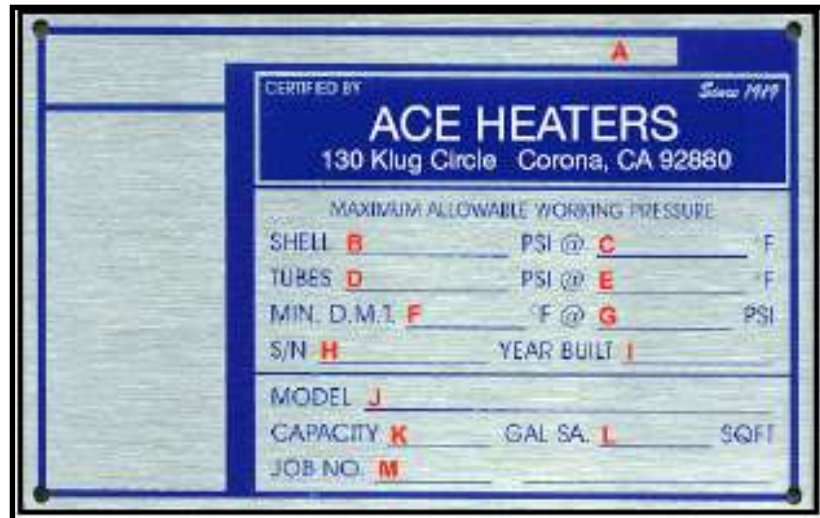 A
CERTIFIED BY Since 1919
ACE HEATERS
130 Klug Circle Corona, CA 92880
MAXIMUM ALLOWABLE WORKING PRESSURE
SHELL B PSI @ C °F
TUBES D PSI @ E °F
MIN. D.M.T. F °F @ G PSI
S/N H YEAR BUILT I
MODEL J
CAPACITY K GAL SA. L SQFT
JOB NO. M